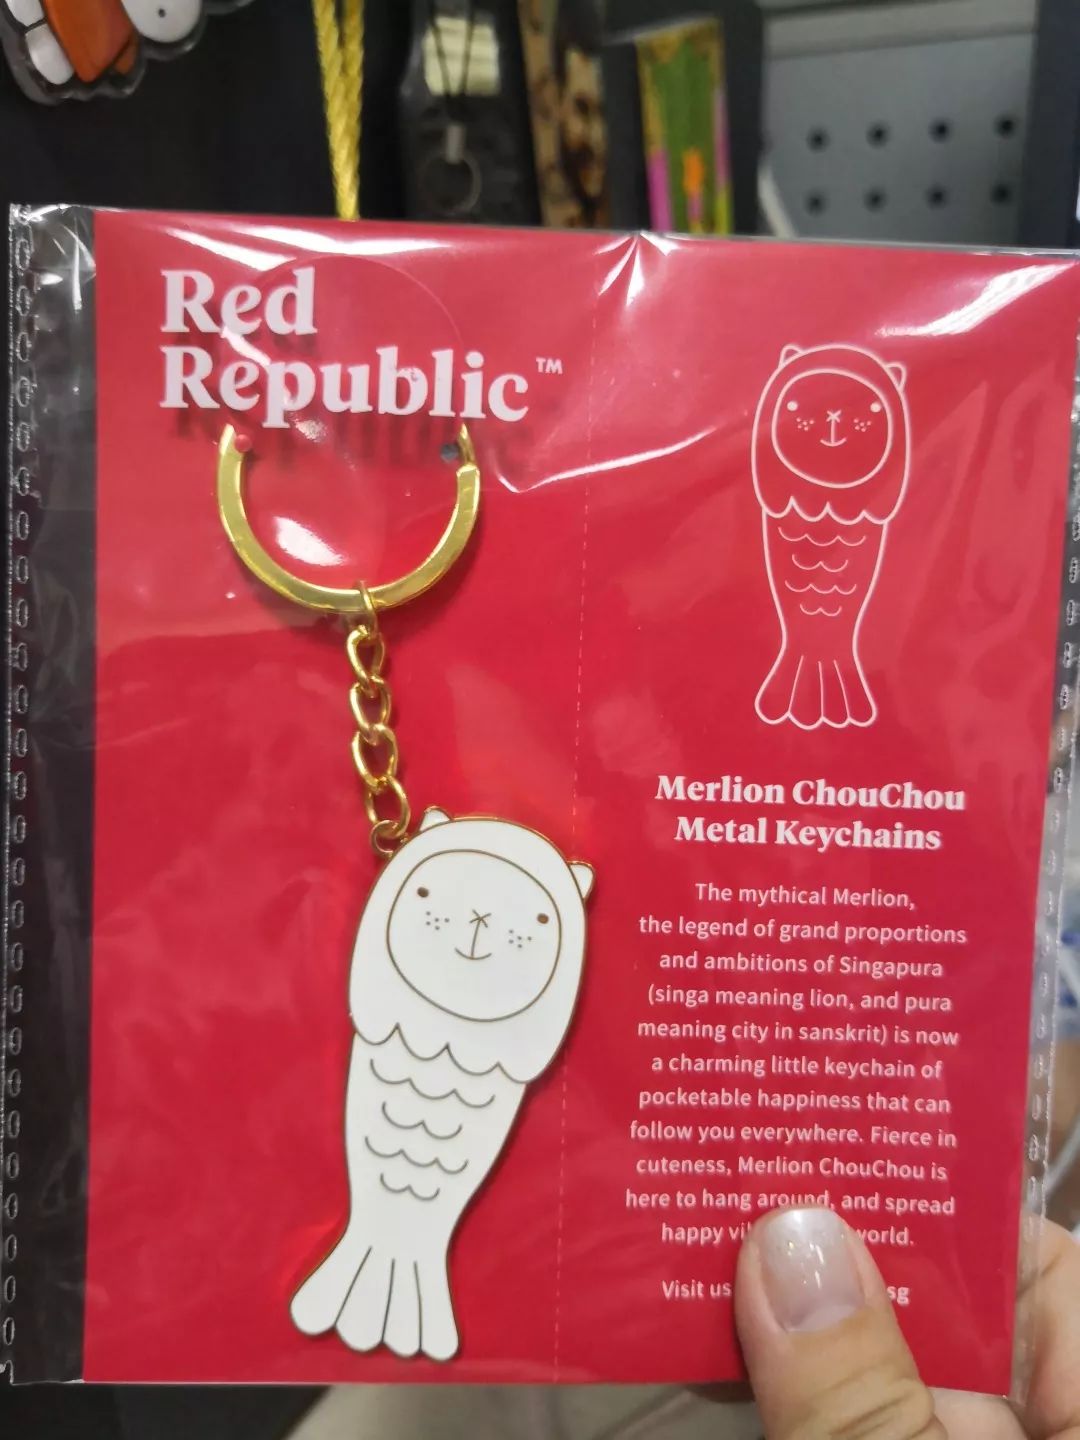 Red
Republic™
Merlion ChouChou
Metal Keychains
The mythical Merlion,
the legend of grand proportions
and ambitions of Singapura
(singa meaning lion, and pura
meaning city in sanskrit) is now
a charming little keychain of
pocketable happiness that can
follow you everywhere. Fierce in
cuteness, Merlion ChouChou is
here to hang around, and spread
happy world.
Visit us sg